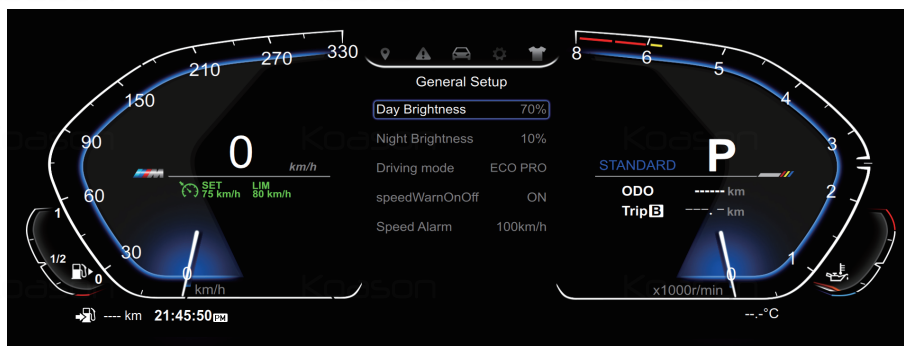 330
270
210
150
90
60
30
0
km/h
0
km/h
SET
75 km/h
LIM
80 km/h
1
1/2
0
---- km
21:45:50 PM
General Setup
Day Brightness 70%
Night Brightness 10%
Driving mode ECO PRO
speedWarnOnOff ON
Speed Alarm 100km/h
8
6
5
4
3
2
1
0
x1000r/min
STANDARD
P
ODO ------ km
Trip B ---.- km
--.-°C
Koason
Koason